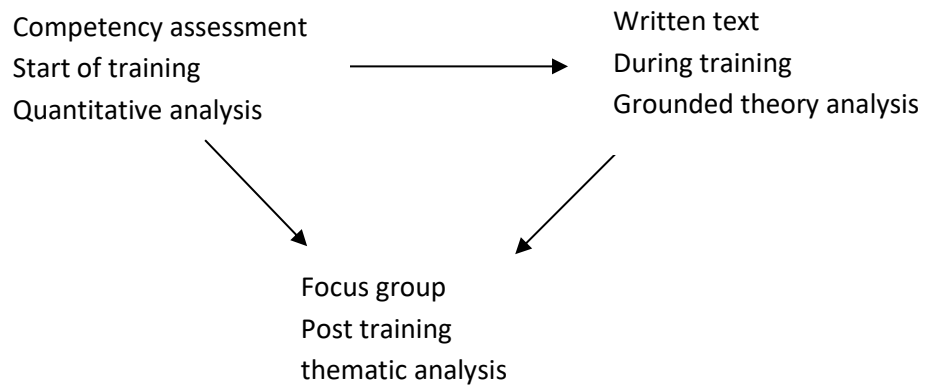 Competency assessment
Start of training
Quantitative analysis
Written text
During training
Grounded theory analysis
Focus group
Post training
thematic analysis